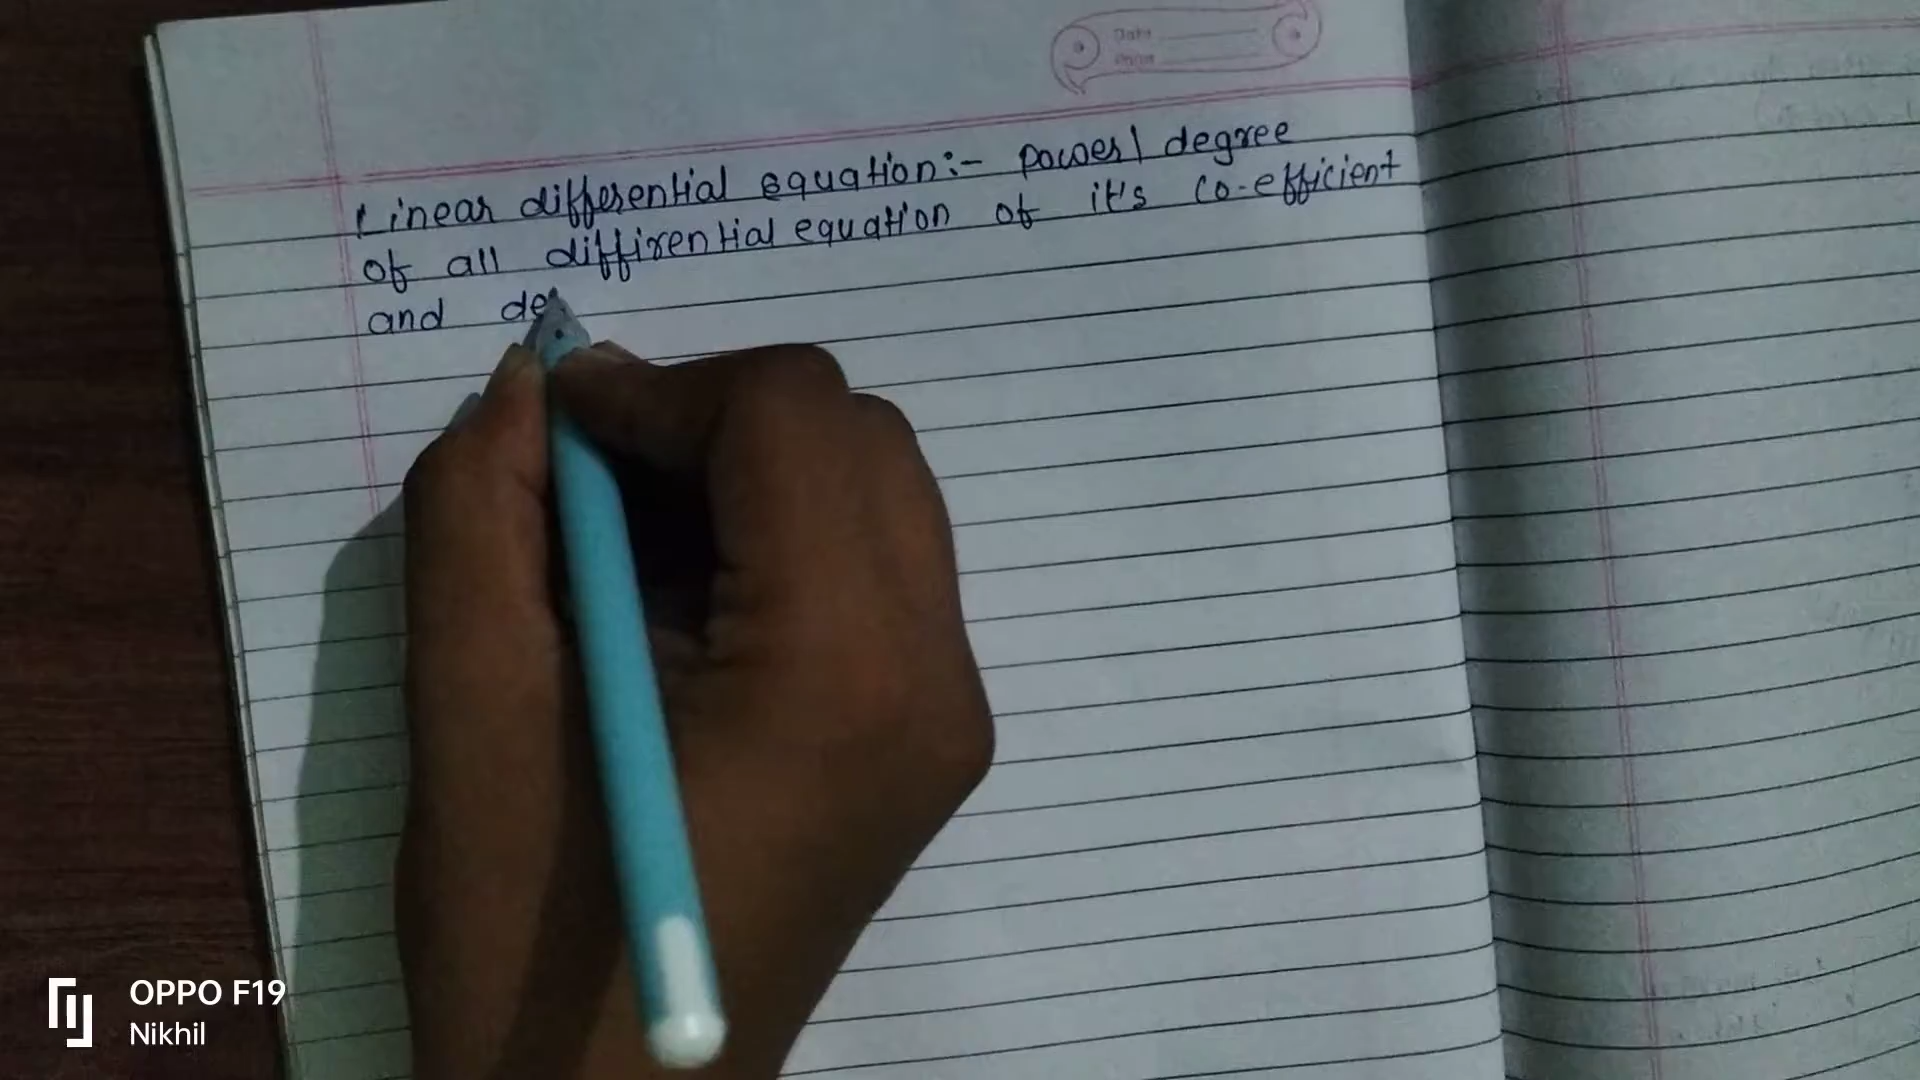 Date
Page
Linear differential equation:- power/ degree
of all diffirential equation of it's co-efficient
and de
OPPO F19
Nikhil